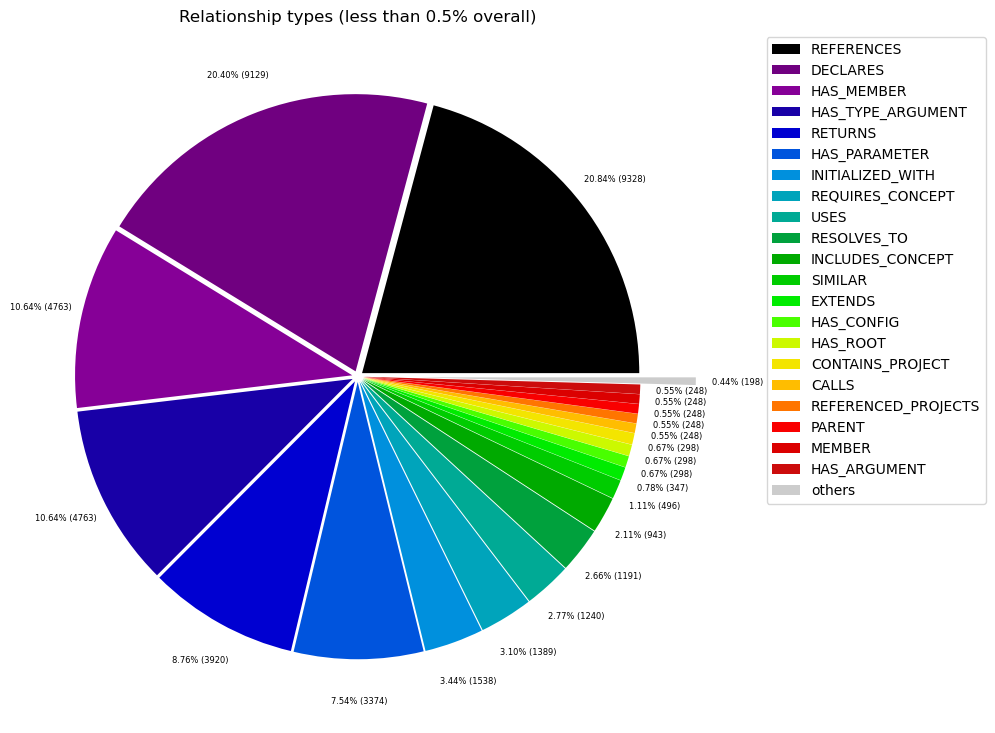 Relationship types (less than 0.5% overall)
20.84% (9328)
20.40% (9129)
10.64% (4763)
10.64% (4763)
8.76% (3920)
7.54% (3374)
3.44% (1538)
3.10% (1389)
2.77% (1240)
2.66% (1191)
2.11% (943)
1.11% (496)
0.78% (347)
0.67% (298)
0.67% (298)
0.67% (298)
0.55% (248)
0.55% (248)
0.55% (248)
0.55% (248)
0.55% (248)
0.44% (198)
REFERENCES
DECLARES
HAS_MEMBER
HAS_TYPE_ARGUMENT
RETURNS
HAS_PARAMETER
INITIALIZED_WITH
REQUIRES_CONCEPT
USES
RESOLVES_TO
INCLUDES_CONCEPT
SIMILAR
EXTENDS
HAS_CONFIG
HAS_ROOT
CONTAINS_PROJECT
CALLS
REFERENCED_PROJECTS
PARENT
MEMBER
HAS_ARGUMENT
others